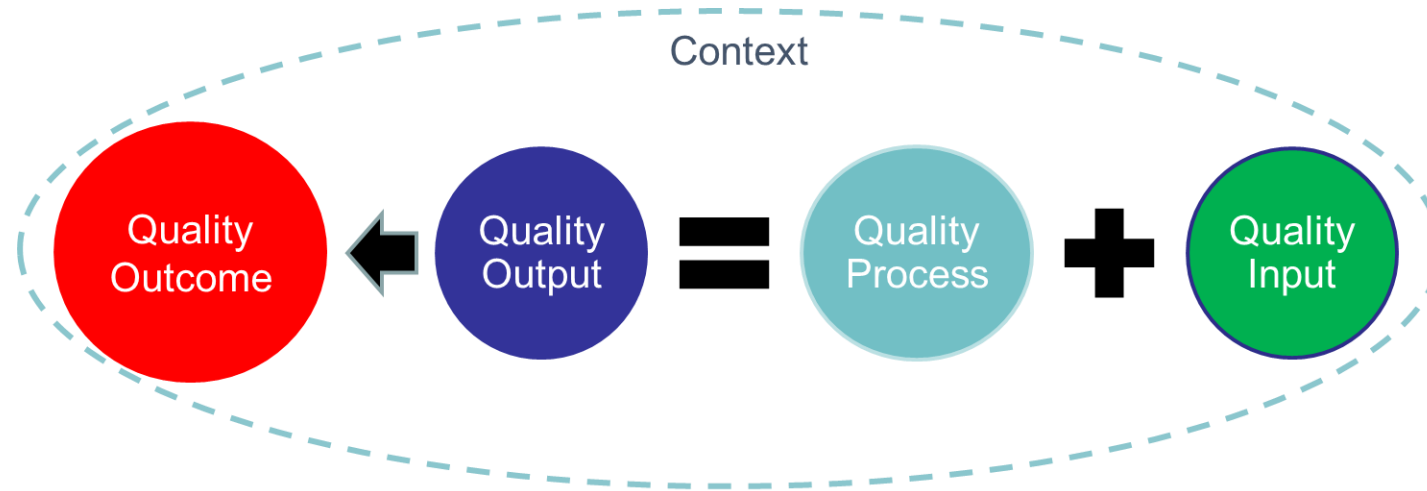 Context
Quality
Outcome
Quality
Output
Quality
Process
Quality
Input